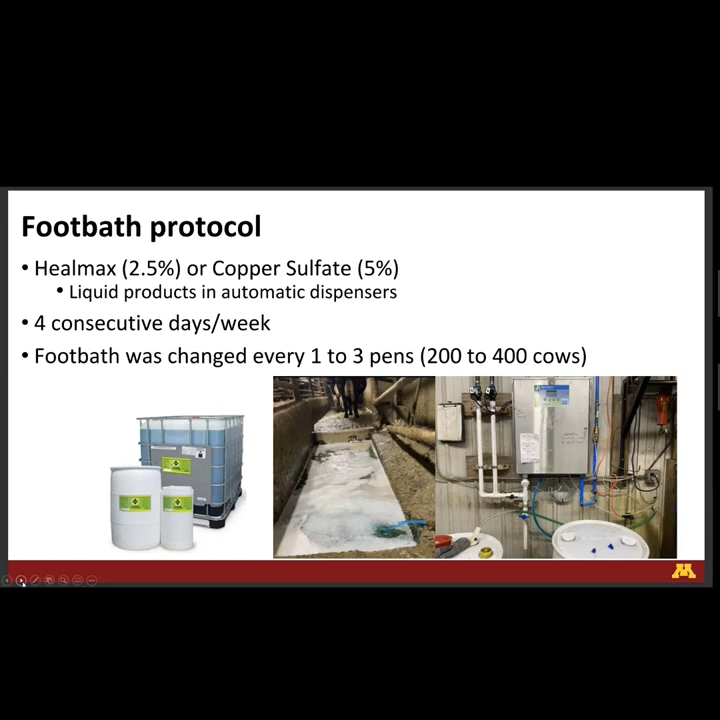 Footbath protocol
• Healmax (2.5%) or Copper Sulfate (5%)
• Liquid products in automatic dispensers
• 4 consecutive days/week
• Footbath was changed every 1 to 3 pens (200 to 400 cows)
M